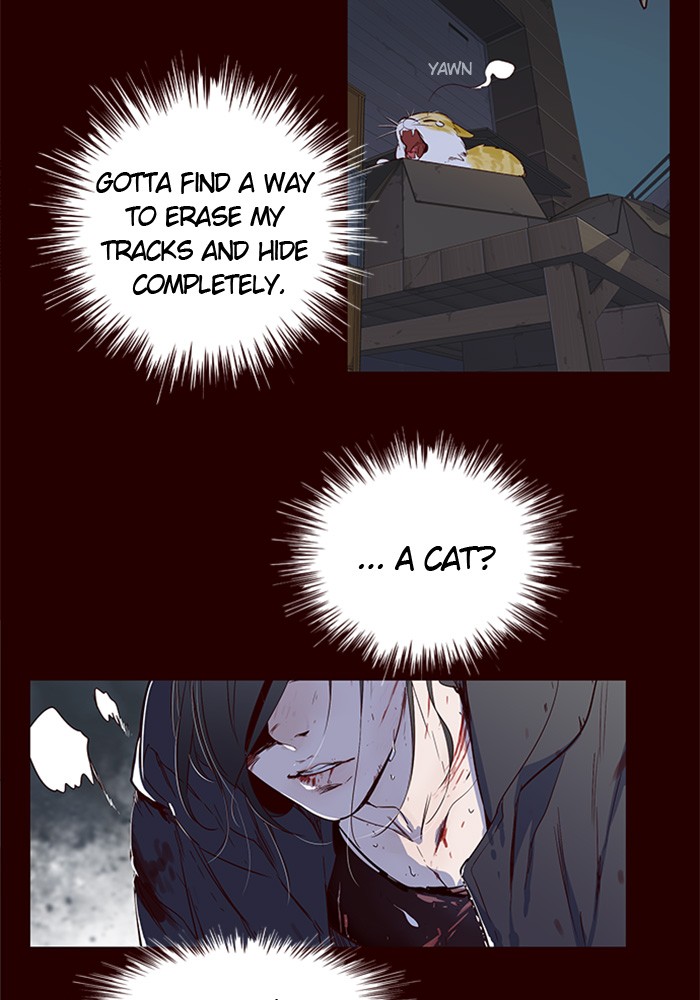 YAWN
GOTTA FIND A WAY
TO ERASE MY
TRACKS AND HIDE
COMPLETELY.
... A CAT?